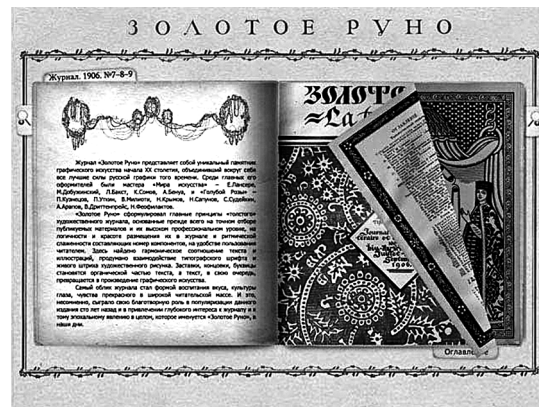 ЗОЛОТОЕ РУНО
Журнал. 1906. №7-8-9
Журнал «Золотое Руно» представляет собой уникальный памятник
графического искусства начала XX столетия, объединивший вокруг себя
все лучшие силы русской графики того времени. Среди главных его
оформителей были мастера «Мира искусства» – Е.Лансере,
М.Добужинский, Л.Бакст, К.Сомов, А.Бенуа, и «Голубой Розы» –
П.Кузнецов, П.Уткин, В.Милиоти, Н.Крымов, Н.Сапунов, С.Судейкин,
А.Арапов, В.Дриттенпрейс, Н.Феофилактов.
«Золотое Руно» сформулировал главные принципы «толстого»
художественного журнала, основанные прежде всего на точном отборе
публикуемых материалов и их высоком профессиональном уровне, на
логичности и красоте размещения их в журнале и ритмической
слаженности составляющих номер компонентов, на удобстве пользования
читателем. Здесь найдено гармоническое соотношение текста и
иллюстраций, продумано взаимодействие типографского шрифта и
живого штриха художественного рисунка. Заставки, концовки, буквицы
становятся органической частью текста, а текст, в свою очередь,
превращается в произведение графического искусства.
Самый облик журнала стал формой воспитания вкуса, культуры
глаза, чувства прекрасного в широкой читательской массе. И это,
несомненно, сыграло свою благотворную роль в популяризации данного
издания сто лет назад и в привлечении глубокого интереса к журналу и к
тому эпохальному явлению в целом, которое именуется «Золотое Руно», в
наши дни.
ЗОЛОТО
La
Journal
1906.
ОГЛАВЛЕНИЕ
Оглавление